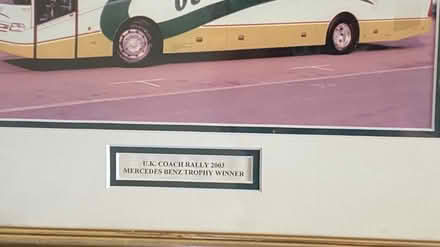 U.K. COACH RALLY 2003
MERCEDES BENZ TROPHY WINNER